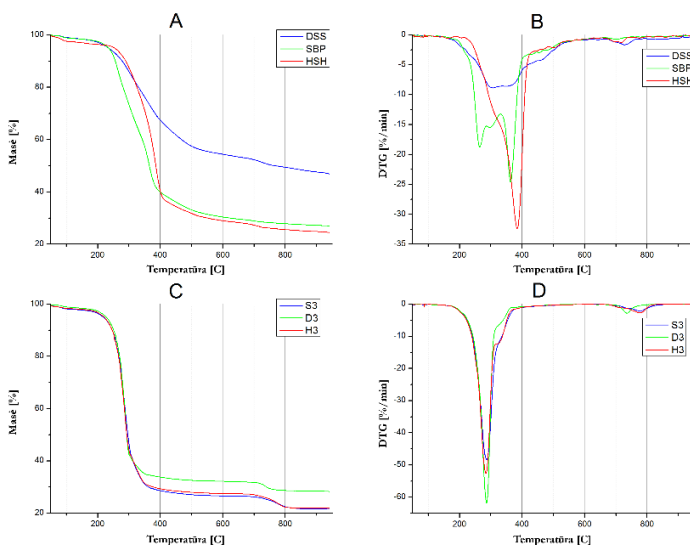 A
DSS
SBP
HSH
100
80
60
40
20
Masė [%]
200 400 600 800
Temperatūra [C]
B
DSS
SBP
HSH
0
-5
-10
-15
-20
-25
-30
-35
DTG [%/min]
0 200 400 600 800
Temperatūra [C]
C
S3
D3
H3
100
80
60
40
20
Masė [%]
200 400 600 800
Temperatūra [C]
D
S3
D3
H3
0
-10
-20
-30
-40
-50
-60
DTG [%/min]
200 400 600 800
Temperatūra [C]